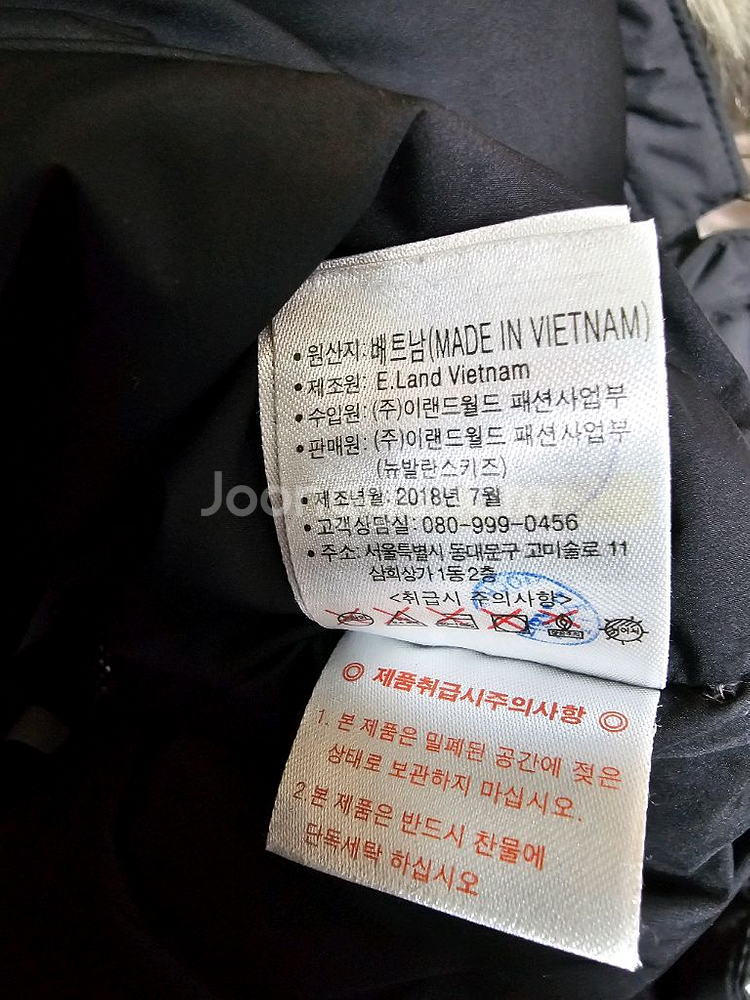 • 원산지: 베트남(MADE IN VIETNAM)
• 제조원: E.Land Vietnam
• 수입원: (주)이랜드월드 패션사업부
• 판매원: (주)이랜드월드 패션사업부
(뉴발란스키즈)
• 제조년월: 2018년 7월
• 고객상담실: 080-999-0456
• 주소: 서울특별시 동대문구 고미술로 11
삼희상가 1동 2층
<취급시 주의사항>
◎ 제품취급시주의사항 ◎
1. 본 제품은 밀폐된 공간에 젖은
상태로 보관하지 마십시오.
2 본 제품은 반드시 찬물에
단독세탁 하십시오